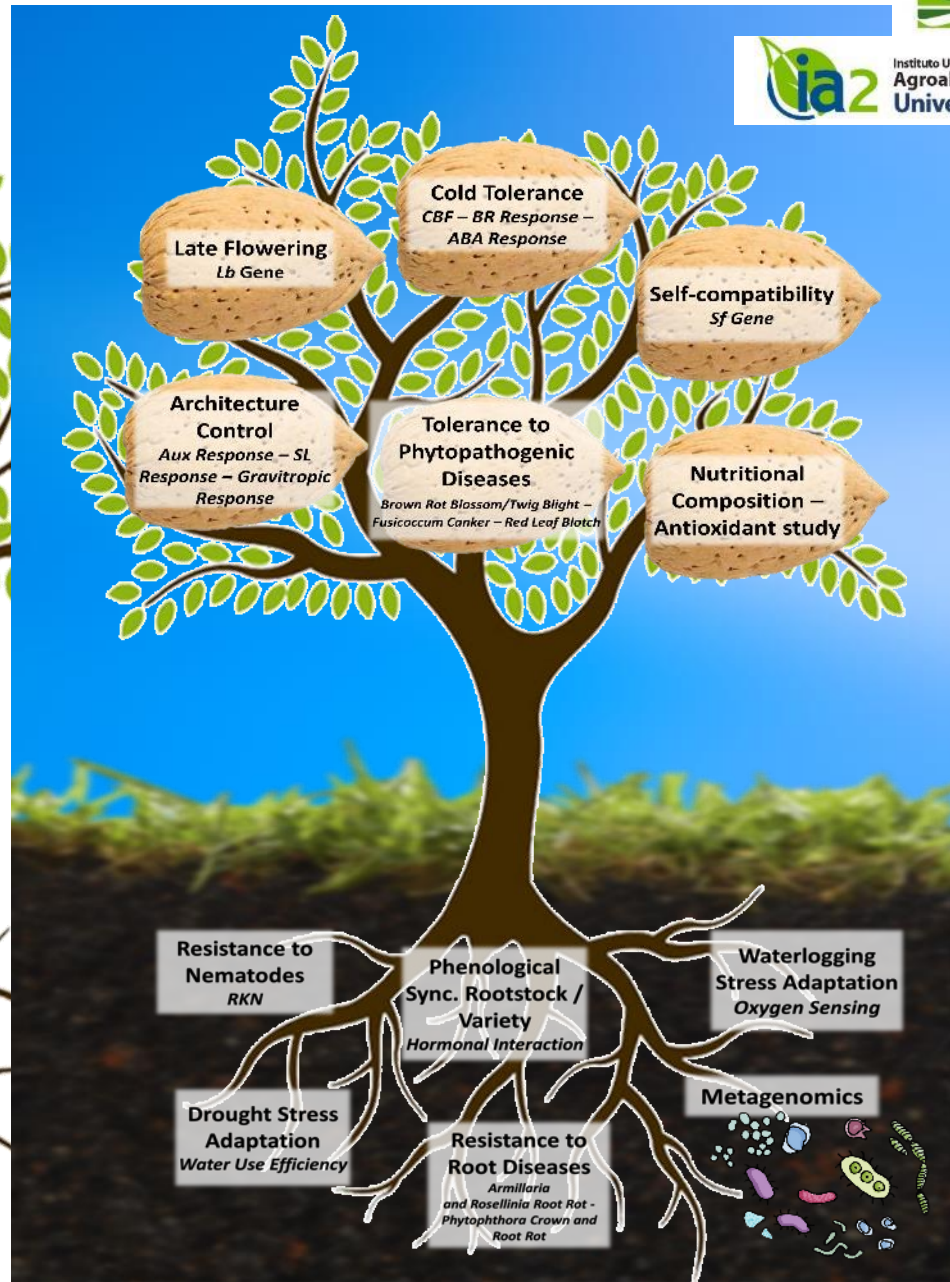 ia2
Instituto U
Agroal
Unive
Cold Tolerance
CBF – BR Response –
ABA Response
Late Flowering
Lb Gene
Self-compatibility
Sf Gene
Architecture
Control
Aux Response – SL
Response – Gravitropic
Response
Tolerance to
Phytopathogenic
Diseases
Brown Rot Blossom/Twig Blight –
Fusicoccum Canker – Red Leaf Blotch
Nutritional
Composition –
Antioxidant study
Resistance to
Nematodes
RKN
Phenological
Sync. Rootstock /
Variety
Hormonal Interaction
Waterlogging
Stress Adaptation
Oxygen Sensing
Drought Stress
Adaptation
Water Use Efficiency
Resistance to
Root Diseases
Armillaria
and Rosellinia Root Rot -
Phytophthora Crown and
Root Rot
Metagenomics